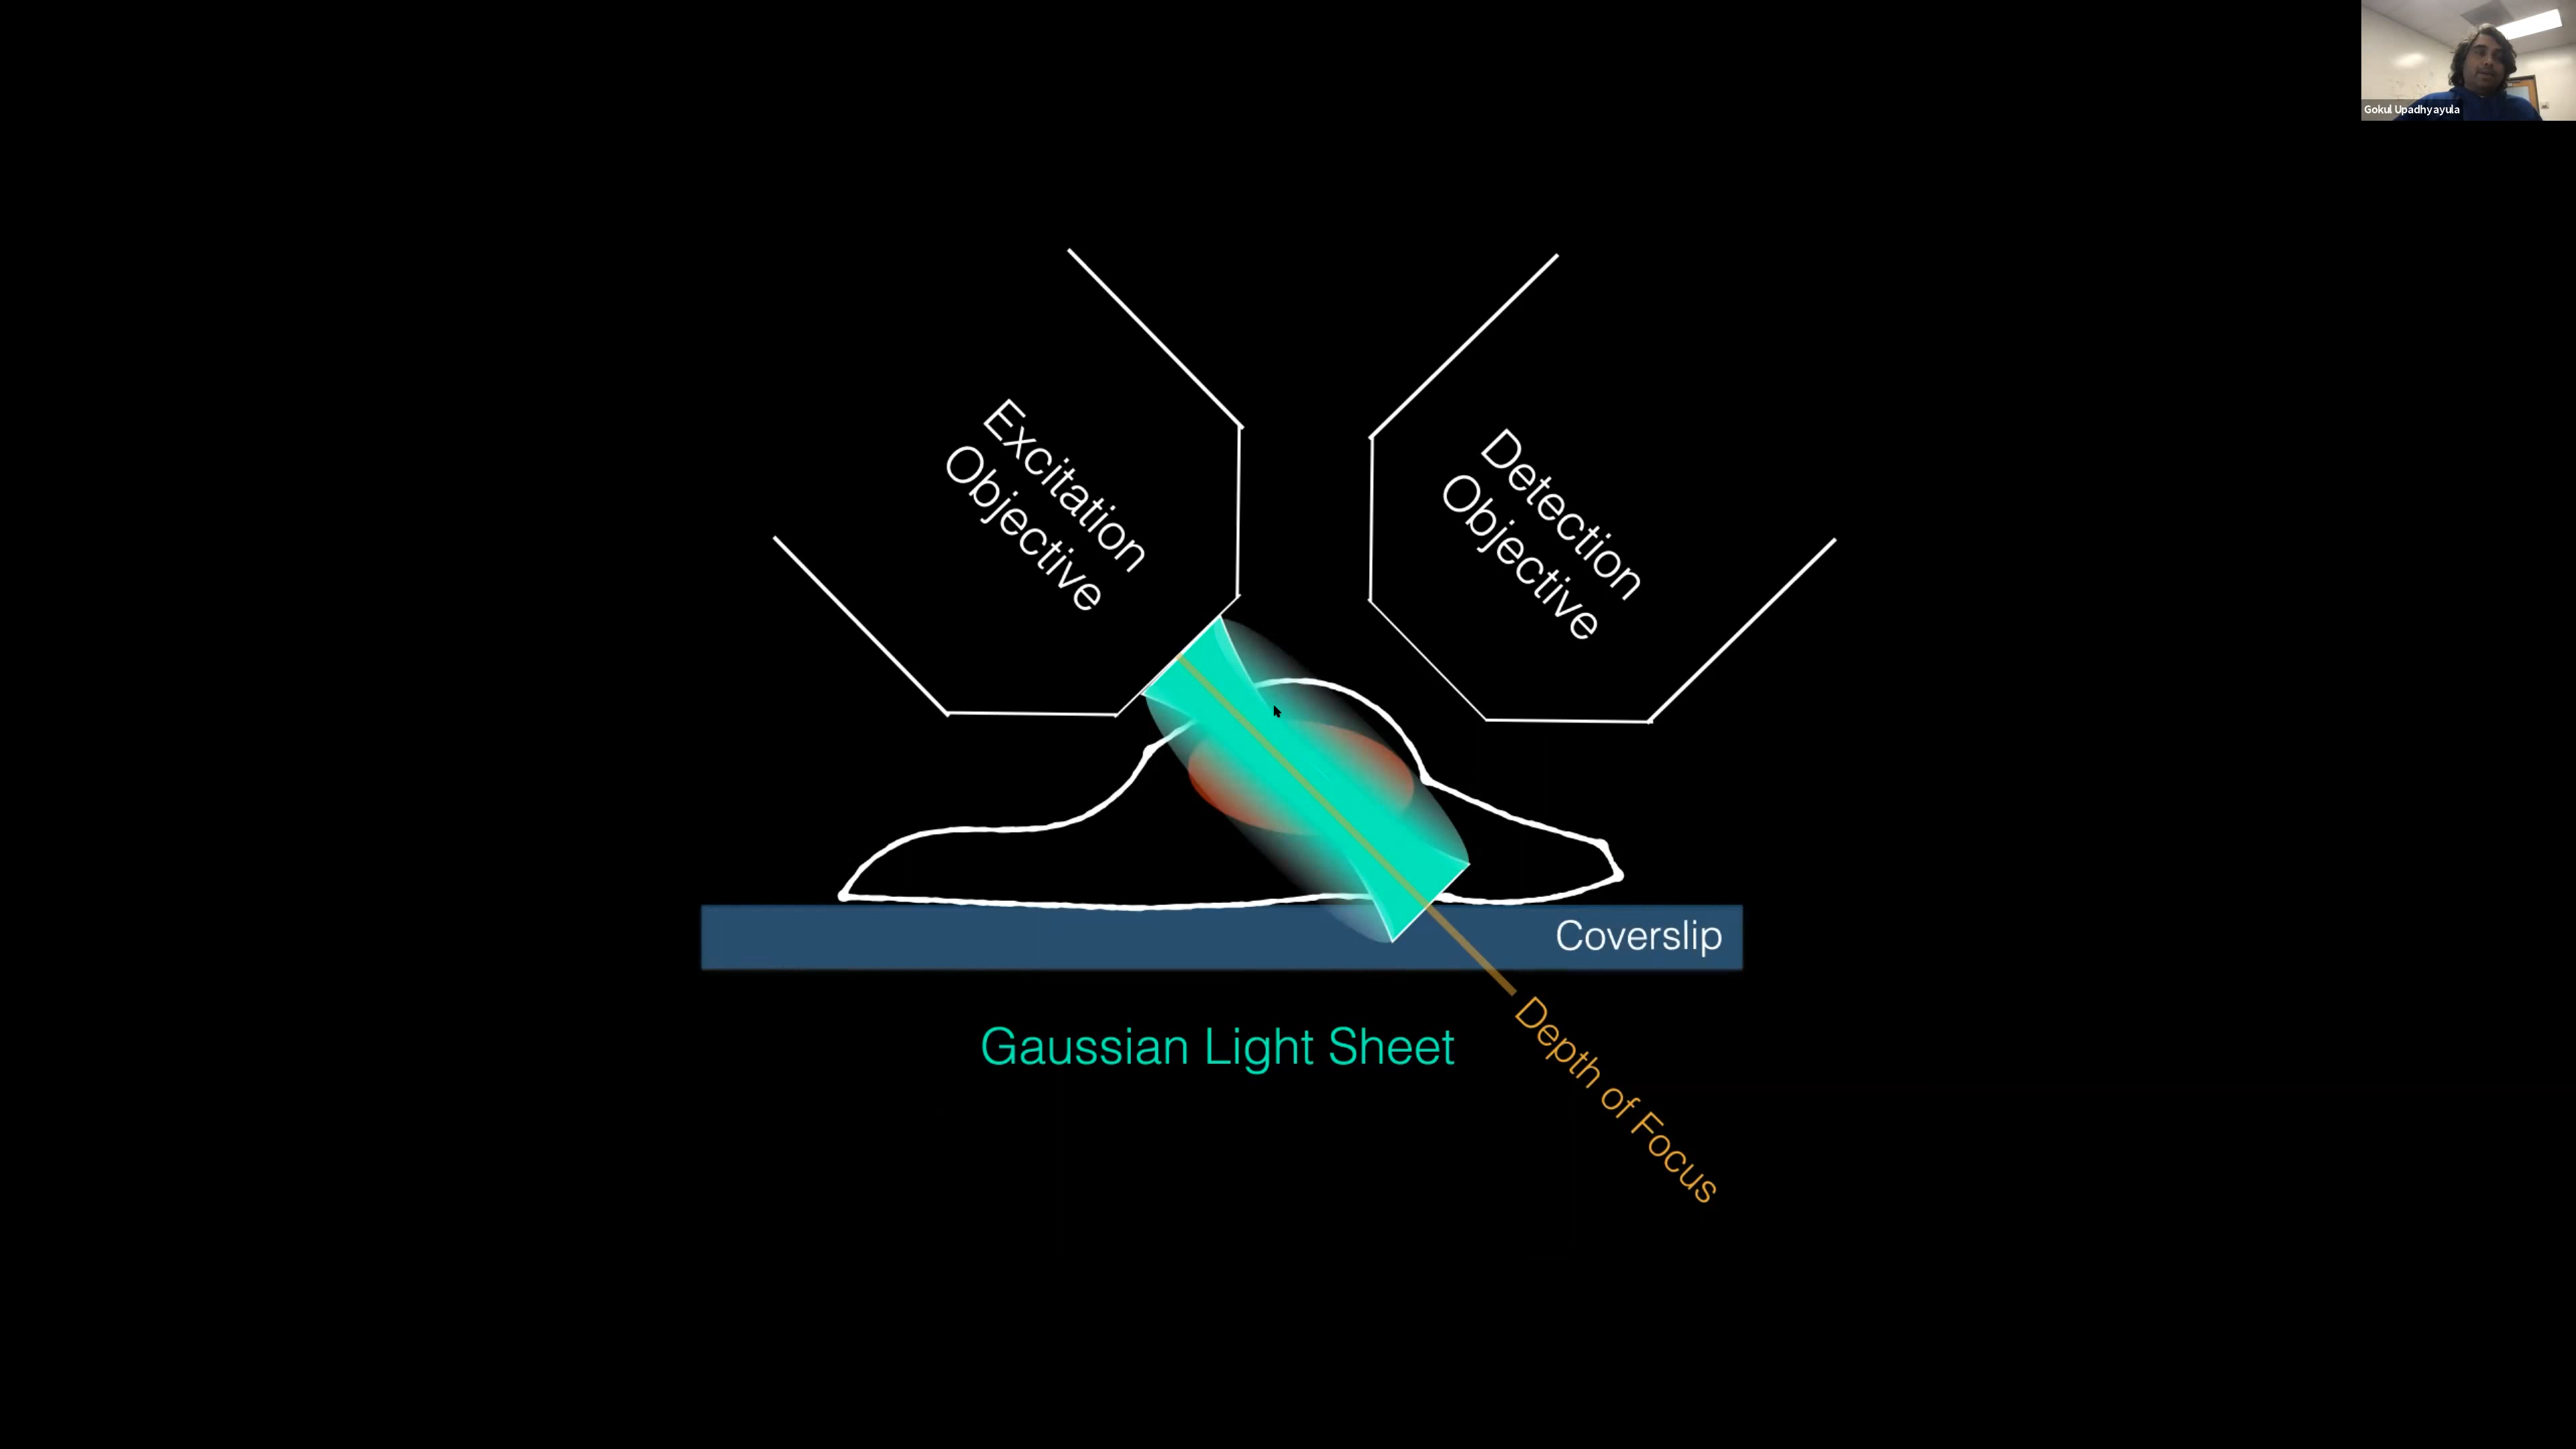 Gokul Upadhyayula
Excitation
Objective
Detection
Objective
Coverslip
Gaussian Light Sheet
Depth of Focus